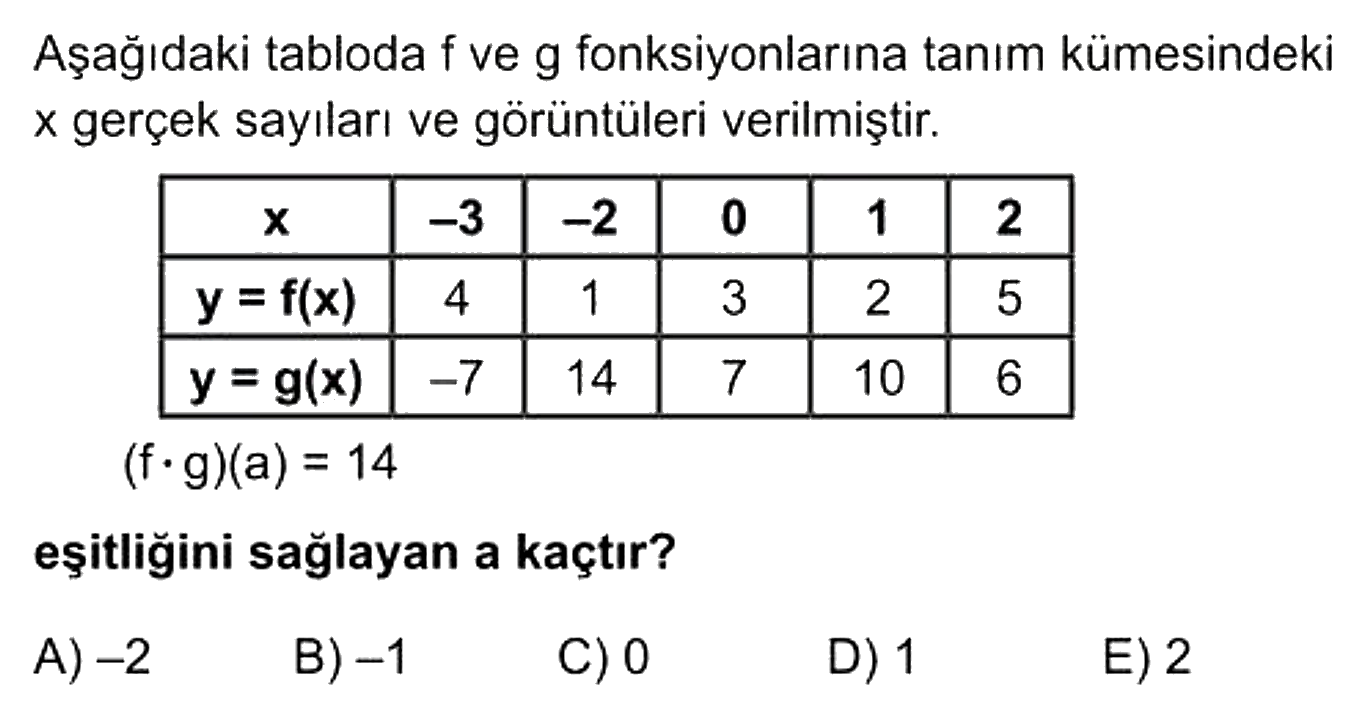 Aşağıdaki tabloda f ve g fonksiyonlarına tanım kümesindeki
x gerçek sayıları ve görüntüleri verilmiştir.
x –3 –2 0 1 2
y = f(x) 4 1 3 2 5
y = g(x) –7 14 7 10 6
(f · g)(a) = 14
eşitliğini sağlayan a kaçtır?
A) –2 B) –1 C) 0 D) 1 E) 2